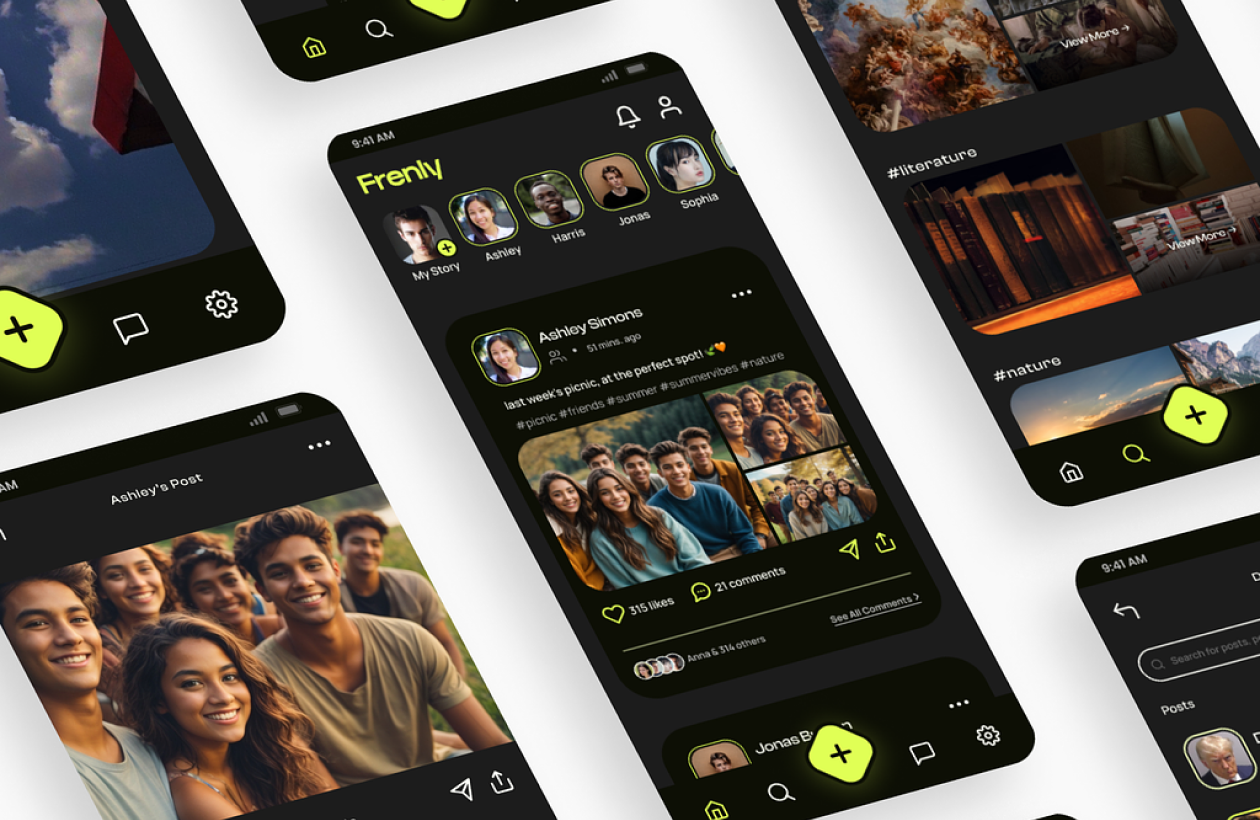 9:41 AM
Frenly
My Story
Ashley
Harris
Jonas
Sophia
Ashley Simons
51 mins. ago
last week's picnic, at the perfect spot!
#picnic #friends #summer #summervibes #nature
315 likes
21 comments
See All Comments
Anna & 314 others
Jonas
AM
Ashley's Post
View More →
#literature
View More →
#nature
9:41 AM
Search for posts,
Posts